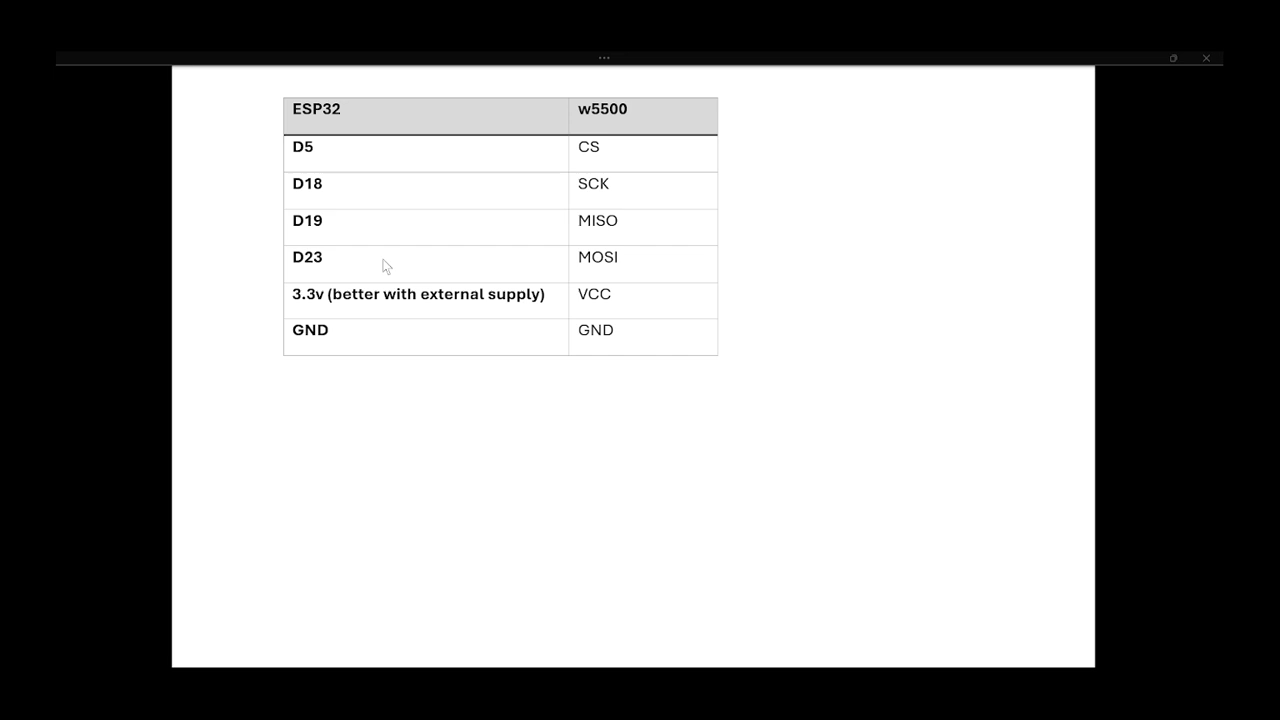 ESP32 w5500
D5 CS
D18 SCK
D19 MISO
D23 MOSI
3.3v (better with external supply) VCC
GND GND